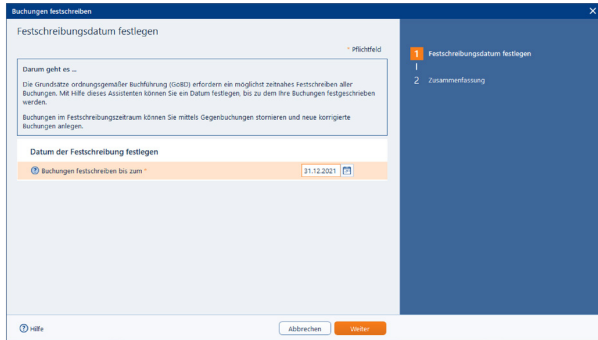 Buchungen festschreiben
Festschreibungsdatum festlegen
* Pflichtfeld
Darum geht es ...
Die Grundsätze ordnungsgemäßer Buchführung (GoBD) erfordern ein möglichst zeitnahes Festschreiben aller
Buchungen. Mit Hilfe dieses Assistenten können Sie ein Datum festlegen, bis zu dem Ihre Buchungen festgeschrieben
werden.
Buchungen im Festschreibungszeitraum können Sie mittels Gegenbuchungen stornieren und neue korrigierte
Buchungen anlegen.
Datum der Festschreibung festlegen
Buchungen festschreiben bis zum *
31.12.2021
1 Festschreibungsdatum festlegen
2 Zusammenfassung
Hilfe
Abbrechen
Weiter